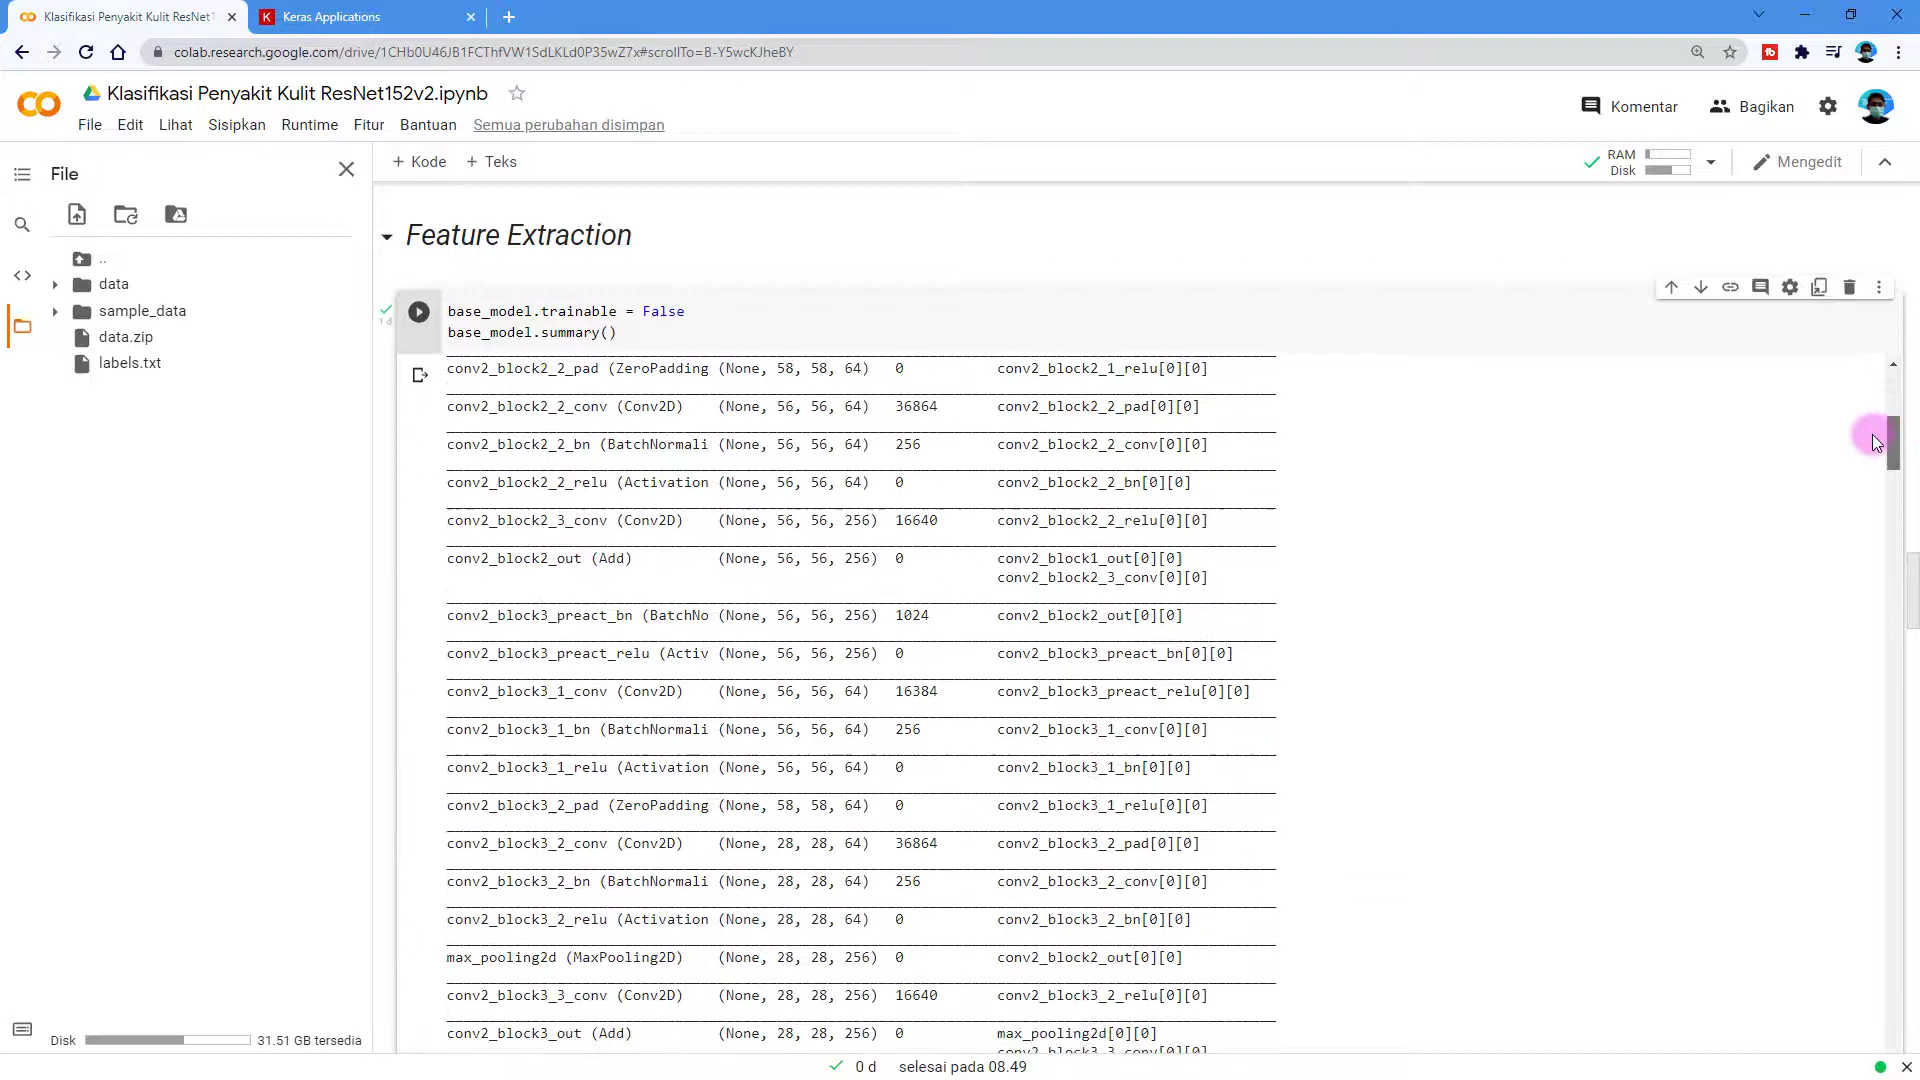 Klasifikasi Penyakit Kulit ResNet1
Keras Applications
colab.research.google.com/drive/1CHb0U46JB1FCThfVW1SdLKLd0P35wZ7x#scrollTo=B-Y5wcKJheBY
Klasifikasi Penyakit Kulit ResNet152v2.ipynb
Komentar
Bagikan
File Edit Lihat Sisipkan Runtime Fitur Bantuan Semua perubahan disimpan
File
+ Kode + Teks
RAM
Disk
Mengedit
..
data
sample_data
data.zip
labels.txt
Feature Extraction
base_model.trainable = False
base_model.summary()
conv2_block2_2_pad (ZeroPadding (None, 58, 58, 64) 0 conv2_block2_1_relu[0][0]
conv2_block2_2_conv (Conv2D) (None, 56, 56, 64) 36864 conv2_block2_2_pad[0][0]
conv2_block2_2_bn (BatchNormali (None, 56, 56, 64) 256 conv2_block2_2_conv[0][0]
conv2_block2_2_relu (Activation (None, 56, 56, 64) 0 conv2_block2_2_bn[0][0]
conv2_block2_3_conv (Conv2D) (None, 56, 56, 256) 16640 conv2_block2_2_relu[0][0]
conv2_block2_out (Add) (None, 56, 56, 256) 0 conv2_block1_out[0][0]
conv2_block2_3_conv[0][0]
conv2_block3_preact_bn (BatchNo (None, 56, 56, 256) 1024 conv2_block2_out[0][0]
conv2_block3_preact_relu (Activ (None, 56, 56, 256) 0 conv2_block3_preact_bn[0][0]
conv2_block3_1_conv (Conv2D) (None, 56, 56, 64) 16384 conv2_block3_preact_relu[0][0]
conv2_block3_1_bn (BatchNormali (None, 56, 56, 64) 256 conv2_block3_1_conv[0][0]
conv2_block3_1_relu (Activation (None, 56, 56, 64) 0 conv2_block3_1_bn[0][0]
conv2_block3_2_pad (ZeroPadding (None, 58, 58, 64) 0 conv2_block3_1_relu[0][0]
conv2_block3_2_conv (Conv2D) (None, 28, 28, 64) 36864 conv2_block3_2_pad[0][0]
conv2_block3_2_bn (BatchNormali (None, 28, 28, 64) 256 conv2_block3_2_conv[0][0]
conv2_block3_2_relu (Activation (None, 28, 28, 64) 0 conv2_block3_2_bn[0][0]
max_pooling2d (MaxPooling2D) (None, 28, 28, 256) 0 conv2_block2_out[0][0]
conv2_block3_3_conv (Conv2D) (None, 28, 28, 256) 16640 conv2_block3_2_relu[0][0]
conv2_block3_out (Add) (None, 28, 28, 256) 0 max_pooling2d[0][0]
conv2_block3_3_conv[0][0]
Disk 31.51 GB tersedia
0 d selesai pada 08.49